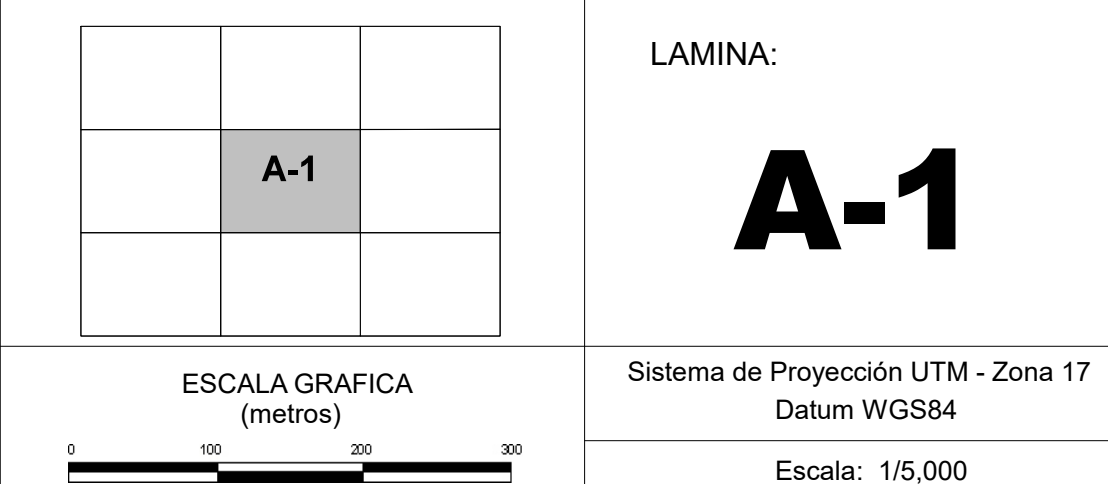 A-1
LAMINA:
A-1
ESCALA GRAFICA
(metros)
0 100 200 300
Sistema de Proyección UTM - Zona 17
Datum WGS84
Escala: 1/5,000